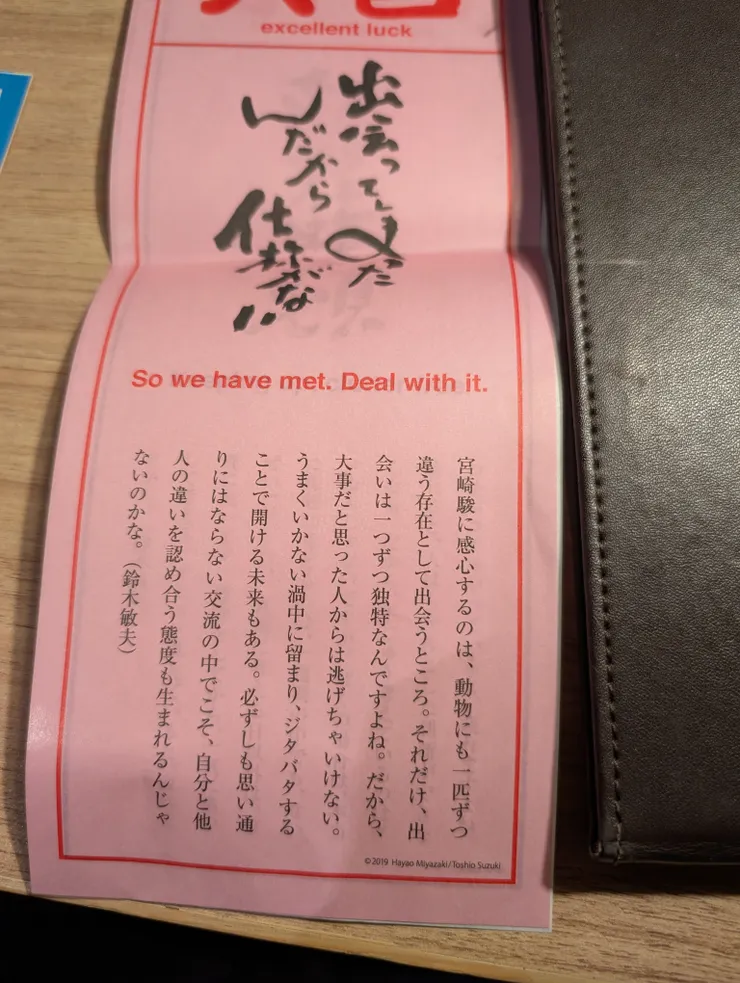 大吉
excellent luck
出会ってしまった
んだから
仕称がない
So we have met. Deal with it.
宮崎駿に感心するのは、動物にも一匹ずつ
違う存在として出会うところ。それだけ、出
会いは一つずつ独特なんですよね。だから、
大事だと思った人からは逃げちゃいけない。
うまくいかない渦中に留まり、ジタバタする
ことで開ける未来もある。必ずしも思い通
りにはならない交流の中でこそ、自分と他
人の違いを認め合う態度も生まれるんじゃ
ないのかな。（鈴木敏夫）
©2019 Hayao Miyazaki/Toshio Suzuki